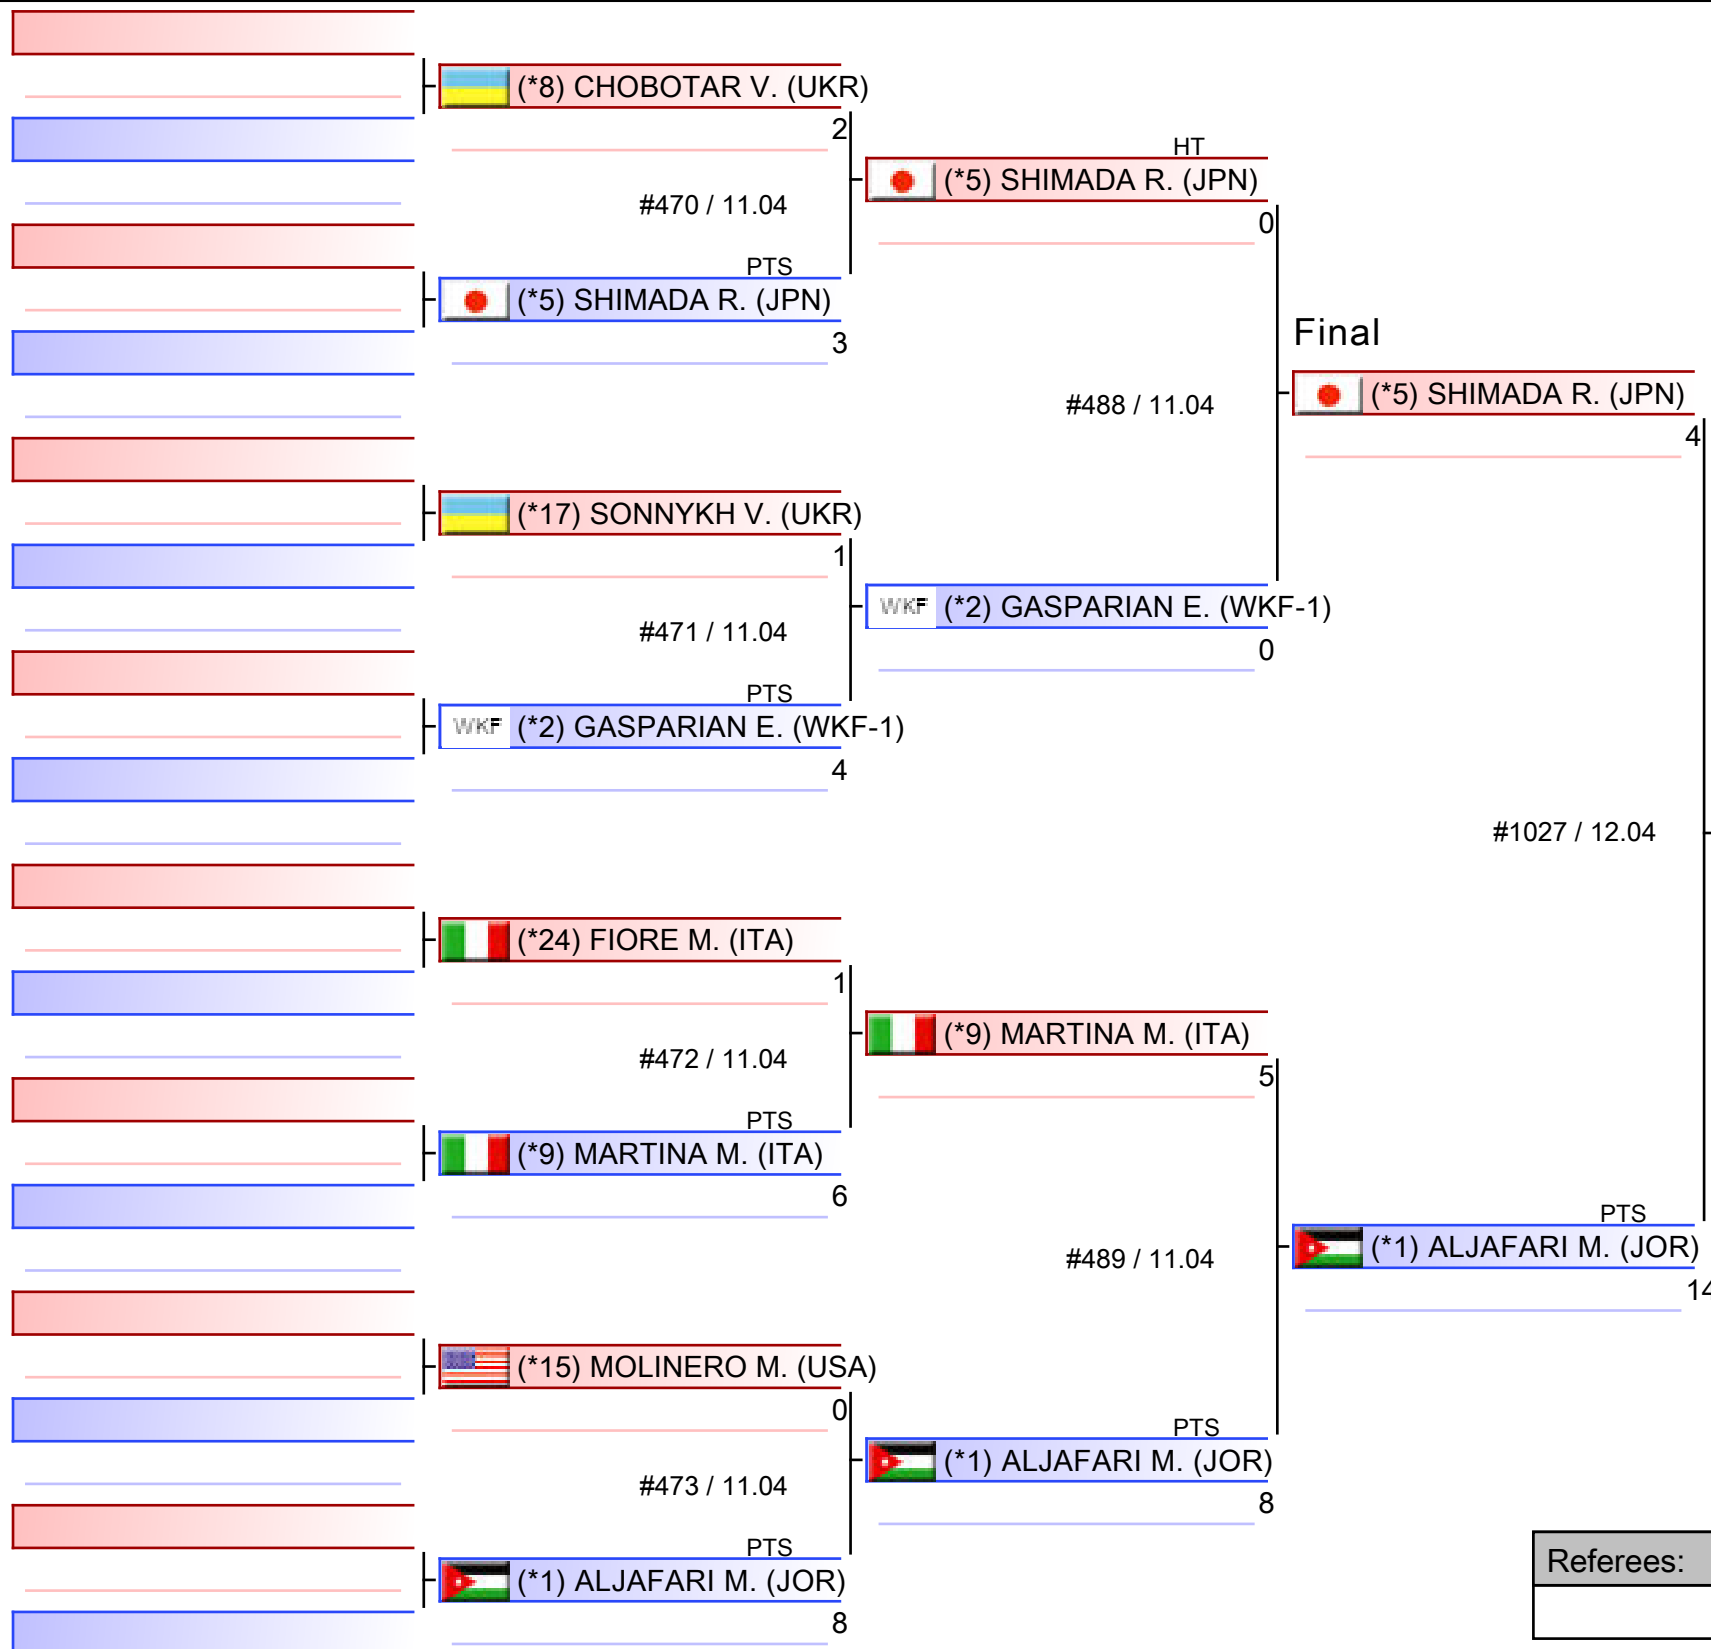 (*8) CHOBOTAR V. (UKR)
2
#470 / 11.04
PTS
(*5) SHIMADA R. (JPN)
3
(*17) SONNYKH V. (UKR)
1
#471 / 11.04
PTS
WKF (*2) GASPARIAN E. (WKF-1)
4
(*24) FIORE M. (ITA)
1
#472 / 11.04
PTS
(*9) MARTINA M. (ITA)
6
(*15) MOLINERO M. (USA)
0
#473 / 11.04
PTS
(*1) ALJAFARI M. (JOR)
8
HT
(*5) SHIMADA R. (JPN)
0
#488 / 11.04
WKF (*2) GASPARIAN E. (WKF-1)
0
(*9) MARTINA M. (ITA)
5
#489 / 11.04
PTS
(*1) ALJAFARI M. (JOR)
8
Final
(*5) SHIMADA R. (JPN)
4
#1027 / 12.04
PTS
(*1) ALJAFARI M. (JOR)
14
Referees: